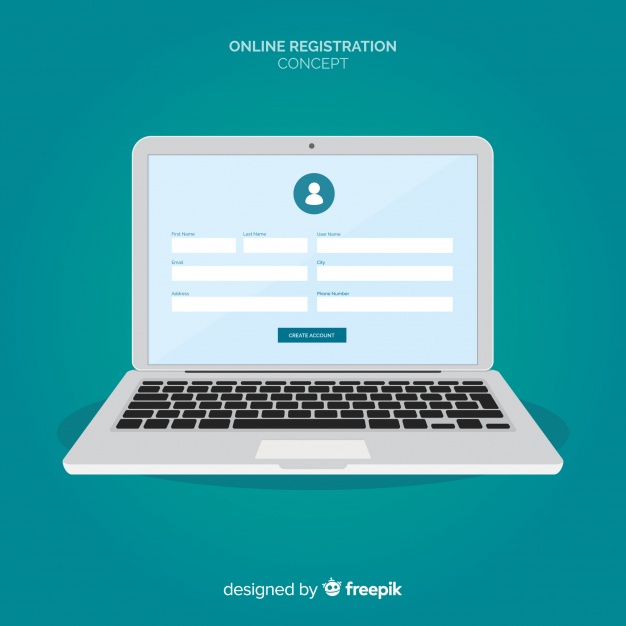 ONLINE REGISTRATION
CONCEPT
First Name Last Name User Name
Email City
Address Phone Number
CREATE ACCOUNT
designed by freepik